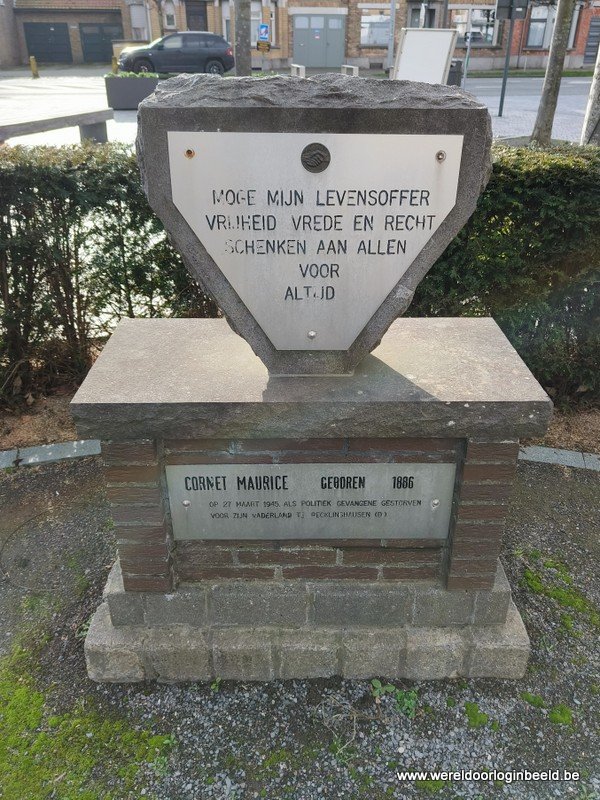 MOGE MIJN LEVENSOFFER
VRIJHEID VREDE EN RECHT
SCHENKEN AAN ALLEN
VOOR
ALTIJD
CORNET MAURICE GEBOREN 1886
OP 27 MAART 1945 ALS POLITIEK GEVANGENE GESTORVEN
VOOR ZIJN VADERLAND TE RECKLINGHAUSEN (D)
www.wereldoorloginbeeld.be